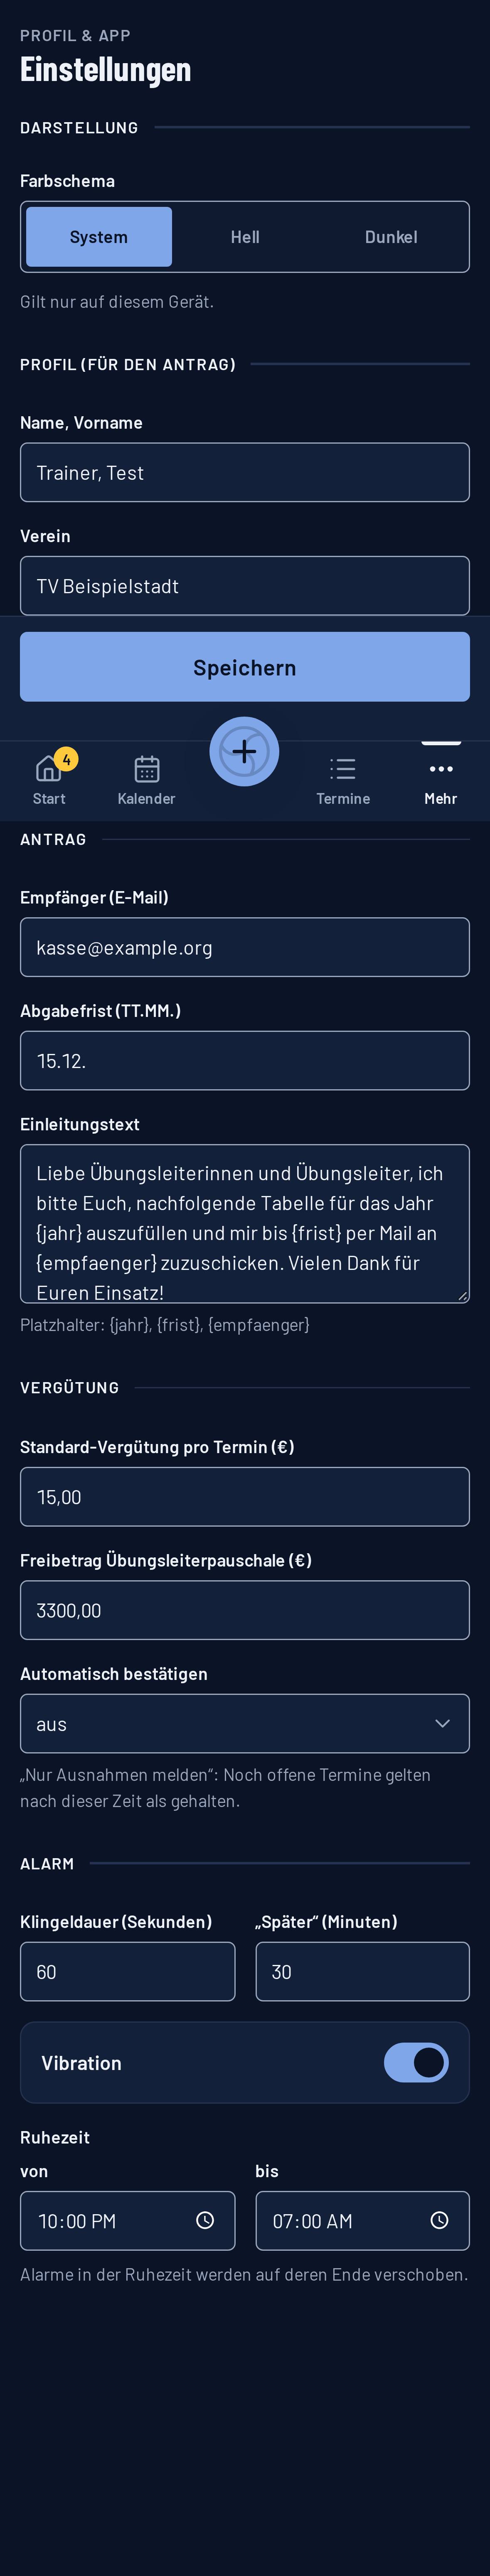 PROFIL & APP
Einstellungen
DARSTELLUNG
Farbschema
System Hell Dunkel
Gilt nur auf diesem Gerät.
PROFIL (FÜR DEN ANTRAG)
Name, Vorname
Trainer, Test
Verein
TV Beispielstadt
Speichern
4
Start Kalender Termine Mehr
ANTRAG
Empfänger (E-Mail)
kasse@example.org
Abgabefrist (TT.MM.)
15.12.
Einleitungstext
Liebe Übungsleiterinnen und Übungsleiter, ich
bitte Euch, nachfolgende Tabelle für das Jahr
{jahr} auszufüllen und mir bis {frist} per Mail an
{empfaenger} zuzuschicken. Vielen Dank für
Euren Einsatz!
Platzhalter: {jahr}, {frist}, {empfaenger}
VERGÜTUNG
Standard-Vergütung pro Termin (€)
15,00
Freibetrag Übungsleiterpauschale (€)
3300,00
Automatisch bestätigen
aus
„Nur Ausnahmen melden“: Noch offene Termine gelten
nach dieser Zeit als gehalten.
ALARM
Klingeldauer (Sekunden) „Später“ (Minuten)
60 30
Vibration
Ruhezeit
von bis
10:00 PM 07:00 AM
Alarme in der Ruhezeit werden auf deren Ende verschoben.